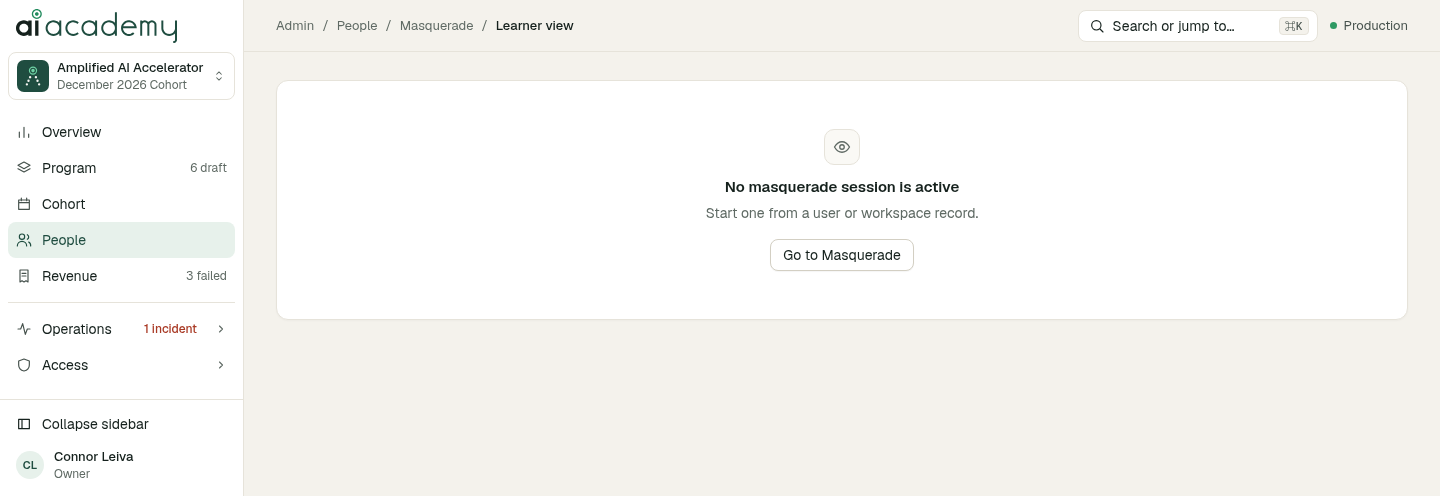 ai academy
Amplified AI Accelerator
December 2026 Cohort
Overview
Program 6 draft
Cohort
People
Revenue 3 failed
Operations 1 incident
Access
Collapse sidebar
CL
Connor Leiva
Owner
Admin / People / Masquerade / Learner view
Search or jump to… ⌘K
Production
No masquerade session is active
Start one from a user or workspace record.
Go to Masquerade